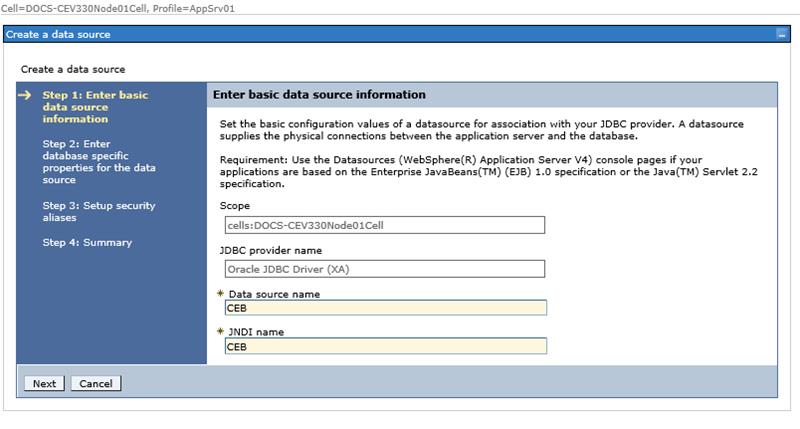 Cell=DOCS-CEV330Node01Cell, Profile=AppSrv01
Create a data source
Create a data source
Step 1: Enter basic
data source
information
Step 2: Enter
database specific
properties for the data
source
Step 3: Setup security
aliases
Step 4: Summary
Enter basic data source information
Set the basic configuration values of a datasource for association with your JDBC provider. A datasource
supplies the physical connections between the application server and the database.
Requirement: Use the Datasources (WebSphere(R) Application Server V4) console pages if your
applications are based on the Enterprise JavaBeans(TM) (EJB) 1.0 specification or the Java(TM) Servlet 2.2
specification.
Scope
cells:DOCS-CEV330Node01Cell
JDBC provider name
Oracle JDBC Driver (XA)
* Data source name
CEB
* JNDI name
CEB
Next Cancel